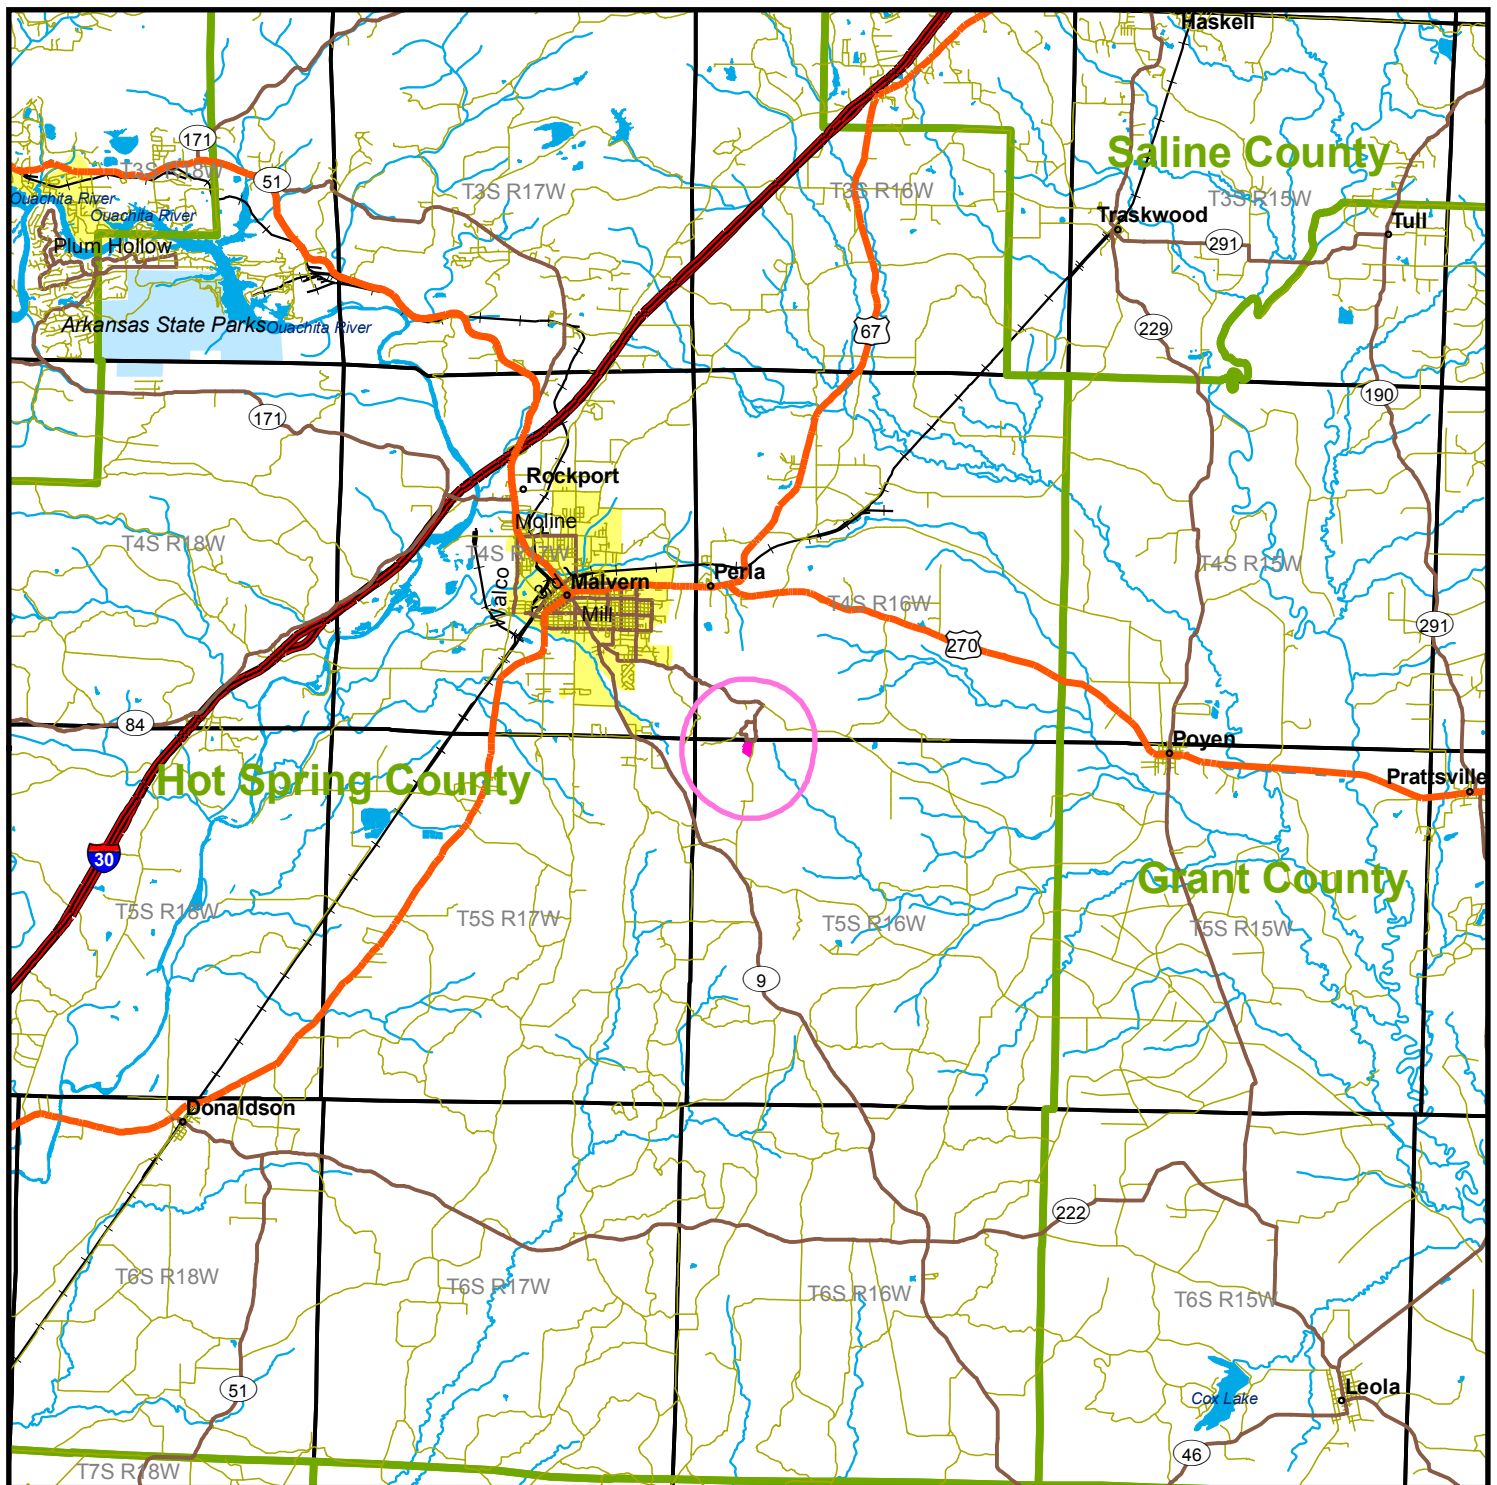 Haskell
171
Saline County
T3S R18W
51
T3S R17W
T3S R16W
T3S R15W
Ouachita River
Ouachita River
Traskwood
Tull
Plum Hollow
291
Arkansas State Parks
Ouachita River
67
229
171
190
Rockport
Moline
T4S R18W
T4S R17W
T4S R15W
Walco
Malvern
Perla
Mill
T4S R16W
270
291
84
Poyen
Hot Spring County
Prattsville
30
Grant County
T5S R18W
T5S R17W
T5S R16W
T5S R15W
9
Donaldson
222
T6S R18W
T6S R17W
T6S R16W
T6S R15W
51
Cox Lake
Leola
46
T7S R18W